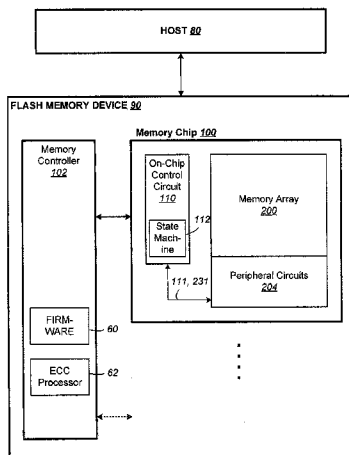 HOST 80
FLASH MEMORY DEVICE 90
Memory
Controller
102
FIRM-
WARE
60
ECC
Processor
62
Memory Chip 100
On-Chip
Control
Circuit
110
State
Mach-
ine
112
111, 231
Memory Array
200
Peripheral Circuits
204